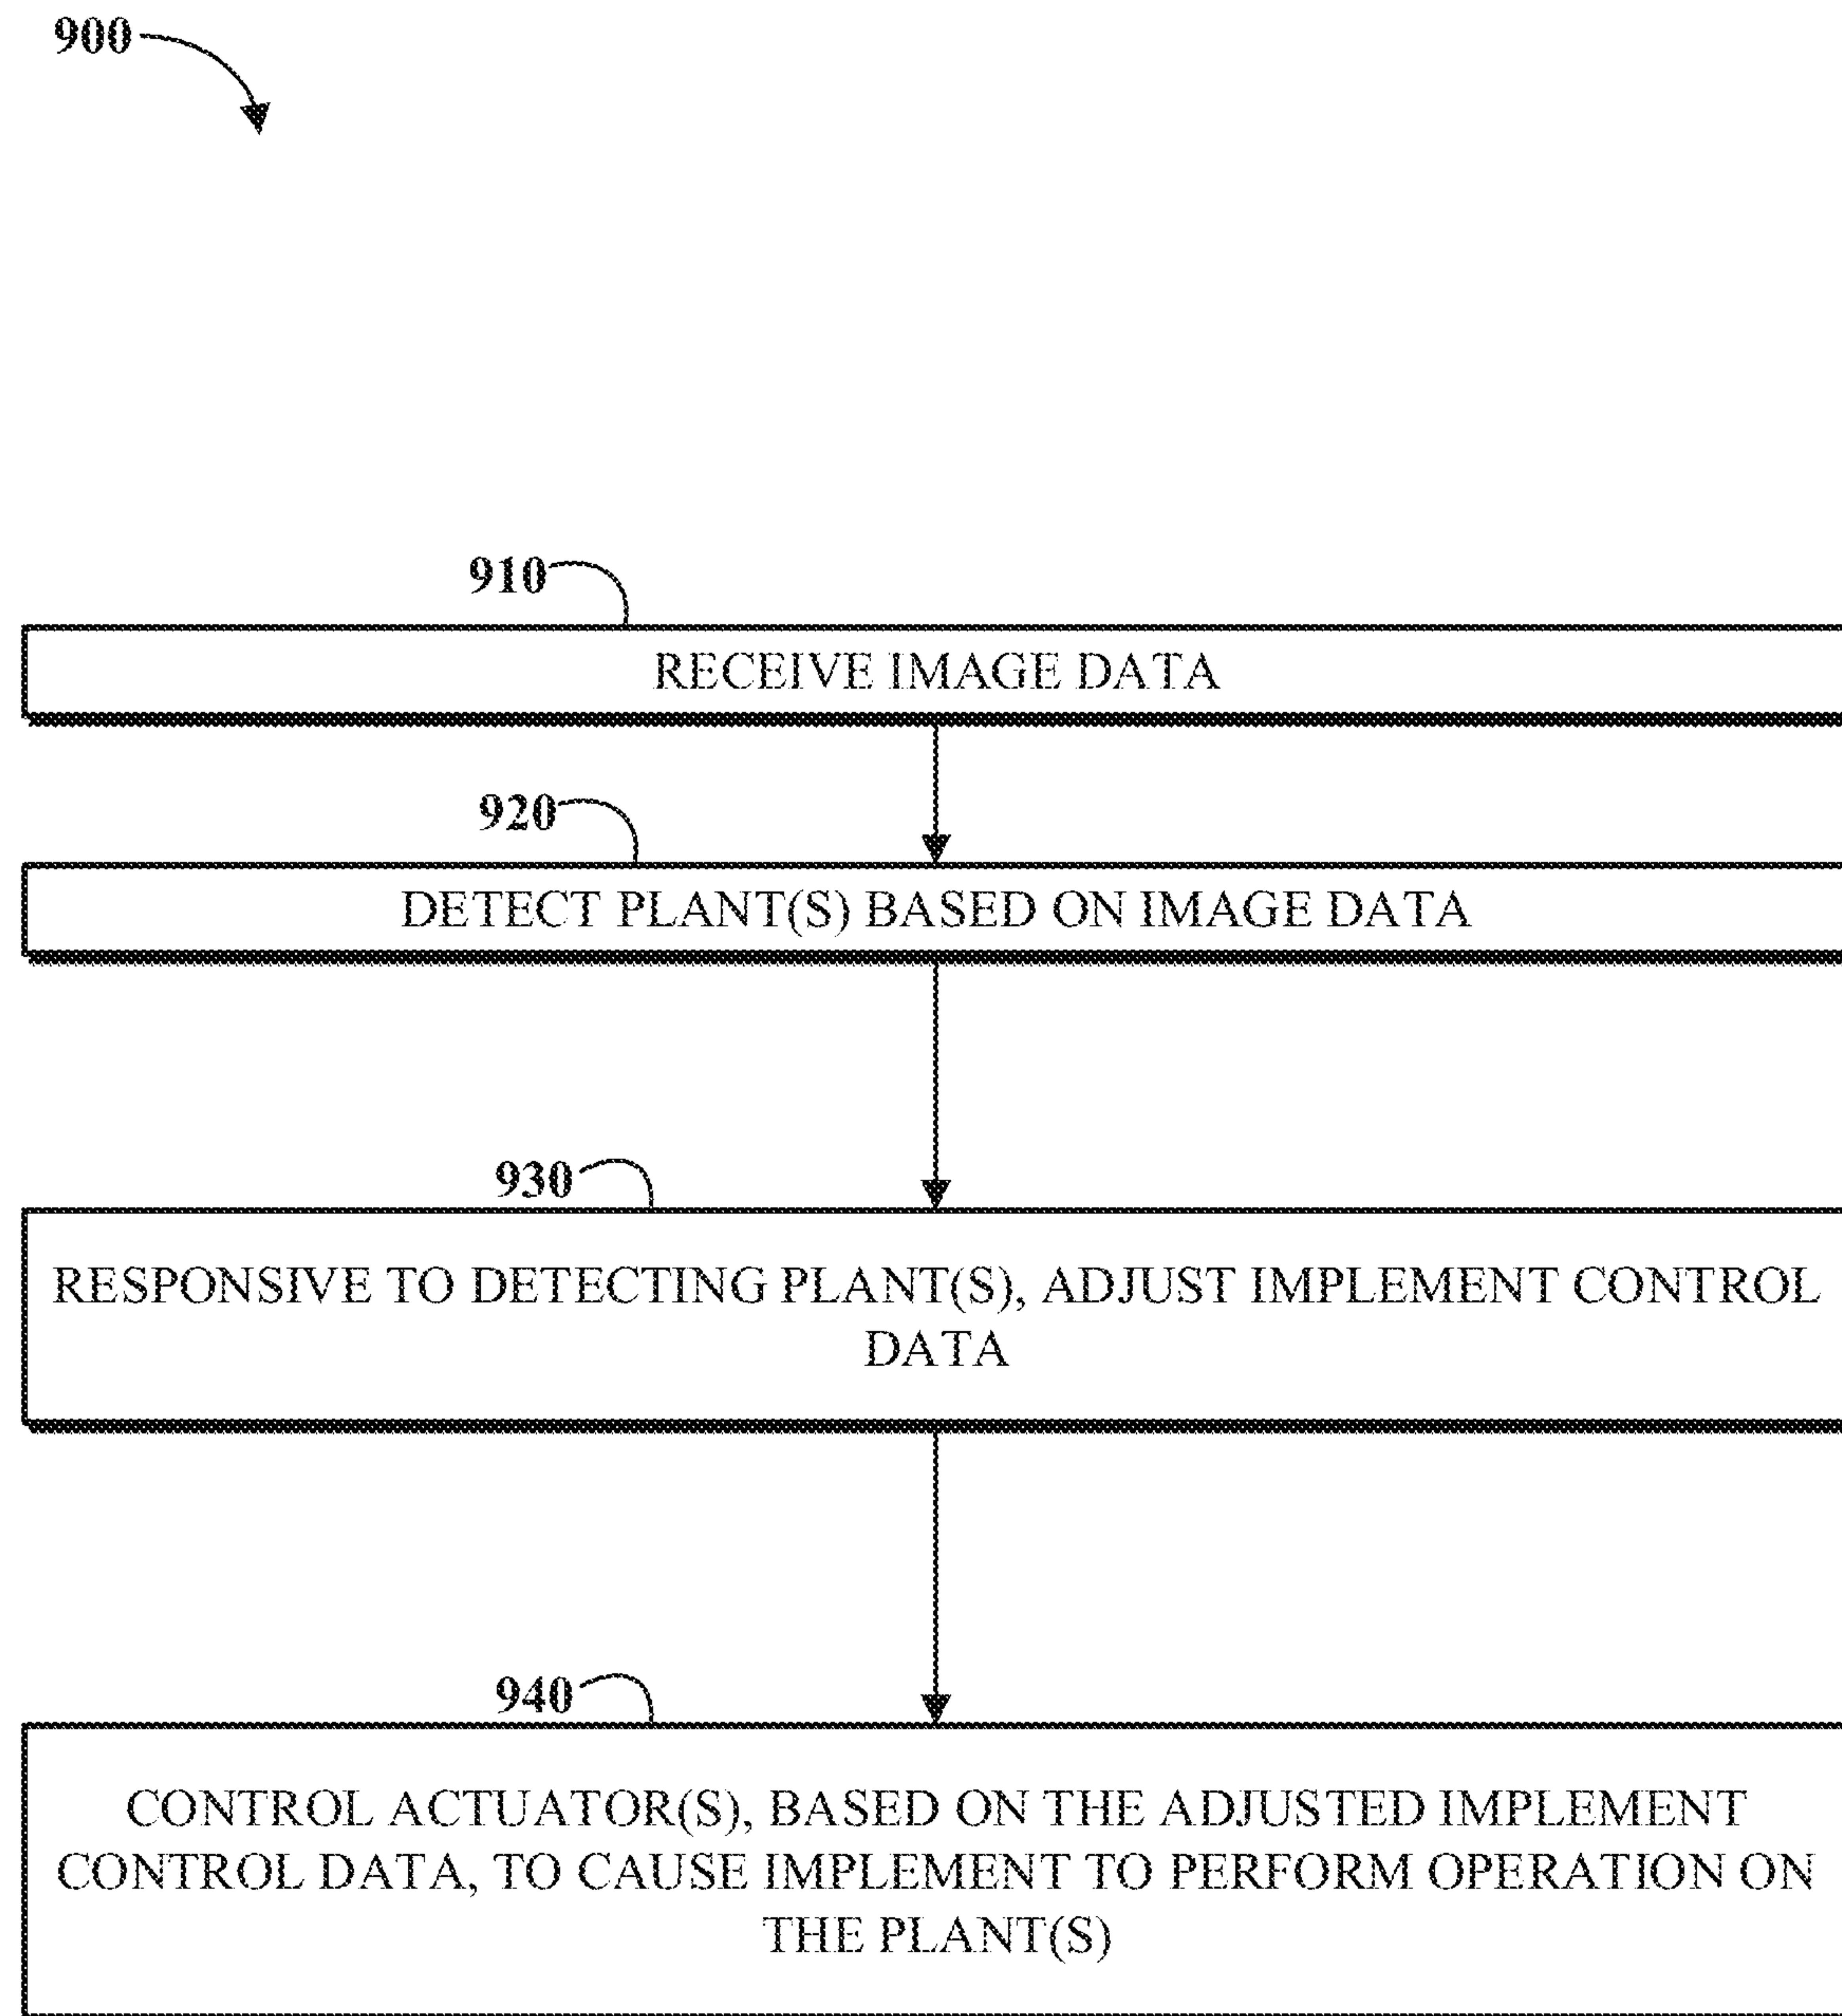 900
910
RECEIVE IMAGE DATA
920
DETECT PLANT(S) BASED ON IMAGE DATA
930
RESPONSIVE TO DETECTING PLANT(S), ADJUST IMPLEMENT CONTROL
DATA
940
CONTROL ACTUATOR(S), BASED ON THE ADJUSTED IMPLEMENT
CONTROL DATA, TO CAUSE IMPLEMENT TO PERFORM OPERATION ON
THE PLANT(S)